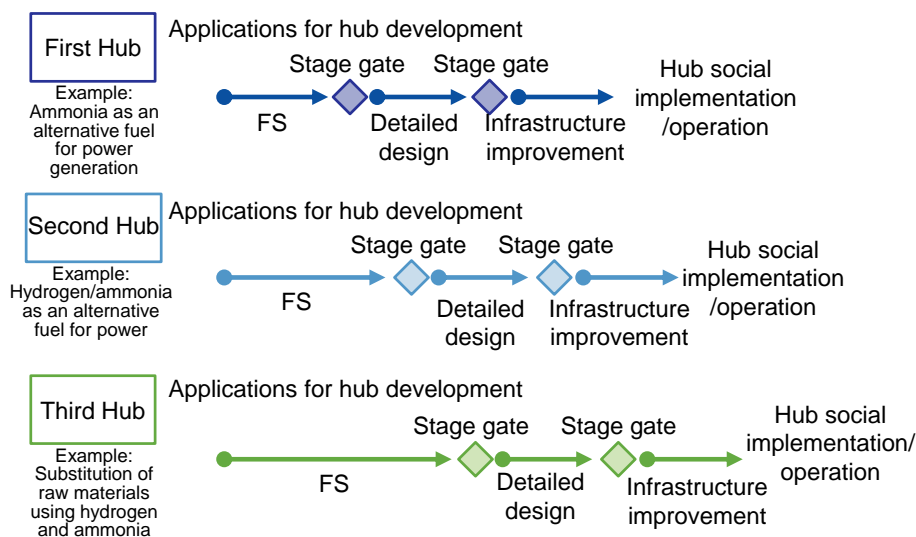 First Hub
Example:
Ammonia as an
alternative fuel
for power
generation
Applications for hub development
Stage gate
Stage gate
FS
Detailed
design
Infrastructure
improvement
Hub social
implementation
/operation
Second Hub
Example:
Hydrogen/ammonia
as an alternative
fuel for power
Applications for hub development
Stage gate
Stage gate
FS
Detailed
design
Infrastructure
improvement
Hub social
implementation
/operation
Third Hub
Example:
Substitution of
raw materials
using hydrogen
and ammonia
Applications for hub development
Stage gate
Stage gate
FS
Detailed
design
Infrastructure
improvement
Hub social
implementation/
operation